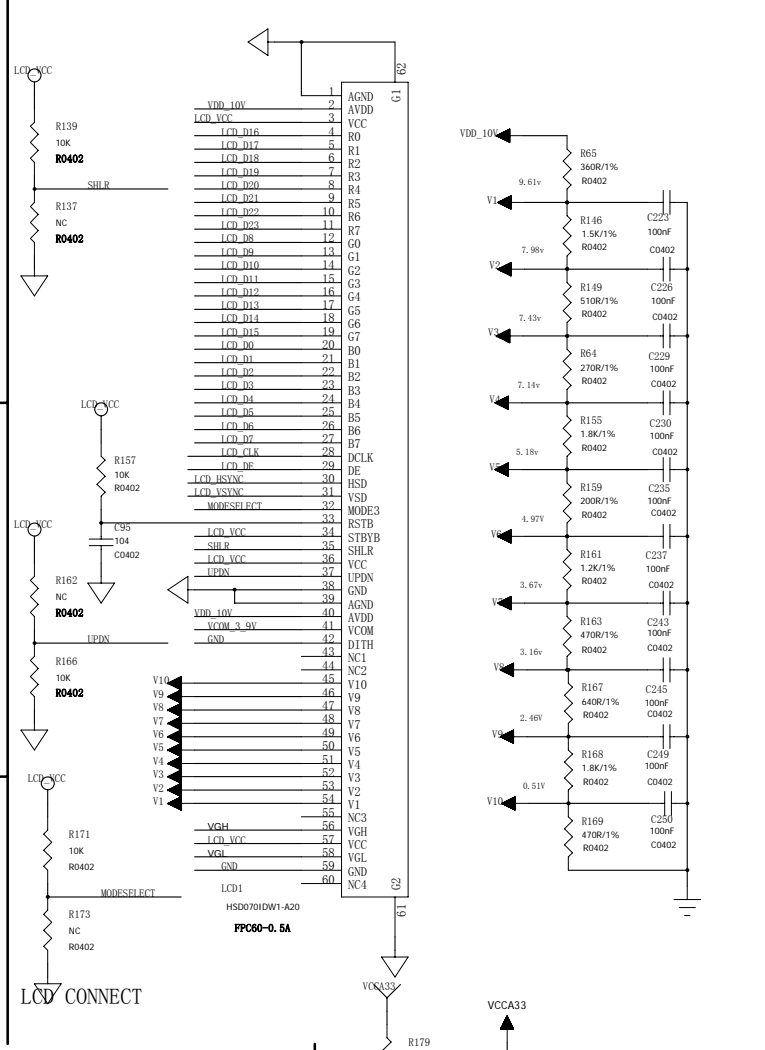 LCD_VCC
R139
10K
R0402
SHLR
R137
NC
R0402
LCD_VCC
R157
10K
R0402
C95
104
C0402
LCD_VCC
R162
NC
R0402
UPDN
R166
10K
R0402
LCD_VCC
R171
10K
R0402
MODESELECT
R173
NC
R0402
LCD CONNECT
62
G1
1 AGND
VDD_10V 2 AVDD
LCD_VCC 3 VCC
LCD_D16 4 R0
LCD_D17 5 R1
LCD_D18 6 R2
LCD_D19 7 R3
LCD_D20 8 R4
LCD_D21 9 R5
LCD_D22 10 R6
LCD_D23 11 R7
LCD_D8 12 G0
LCD_D9 13 G1
LCD_D10 14 G2
LCD_D11 15 G3
LCD_D12 16 G4
LCD_D13 17 G5
LCD_D14 18 G6
LCD_D15 19 G7
LCD_D0 20 B0
LCD_D1 21 B1
LCD_D2 22 B2
LCD_D3 23 B3
LCD_D4 24 B4
LCD_D5 25 B5
LCD_D6 26 B6
LCD_D7 27 B7
LCD_CLK 28 DCLK
LCD_DE 29 DE
LCD_HSYNC 30 HSD
LCD_VSYNC 31 VSD
MODESELECT 32 MODE3
33 RSTB
LCD_VCC 34 STBYB
SHLR 35 SHLR
LCD_VCC 36 VCC
UPDN 37 UPDN
38 GND
39 AGND
VDD_10V 40 AVDD
VCOM_3_9V 41 VCOM
GND 42 DITH
43 NC1
44 NC2
V10 45 V10
V9 46 V9
V8 47 V8
V7 48 V7
V6 49 V6
V5 50 V5
V4 51 V4
V3 52 V3
V2 53 V2
V1 54 V1
55 NC3
VGH 56 VGH
LCD_VCC 57 VCC
VGL 58 VGL
GND 59 GND
60 NC4
G2
61
LCD1
HSD070IDW1-A20
FPC60-0.5A
VCCA33
R179
VCCA33
VDD_10V
R65
360R/1%
R0402
9.61v
V1
C223
100nF
C0402
R146
1.5K/1%
R0402
7.98v
V2
C226
100nF
C0402
R149
510R/1%
R0402
7.43v
V3
C229
100nF
C0402
R64
270R/1%
R0402
7.14v
V4
C230
100nF
C0402
R155
1.8K/1%
R0402
5.18v
V5
C235
100nF
C0402
R159
200R/1%
R0402
4.97V
V6
C237
100nF
C0402
R161
1.2K/1%
R0402
3.67v
V7
C243
100nF
C0402
R163
470R/1%
R0402
3.16v
V8
C245
100nF
C0402
R167
640R/1%
R0402
2.46V
V9
C249
100nF
C0402
R168
1.8K/1%
R0402
0.51V
V10
C250
100nF
C0402
R169
470R/1%
R0402